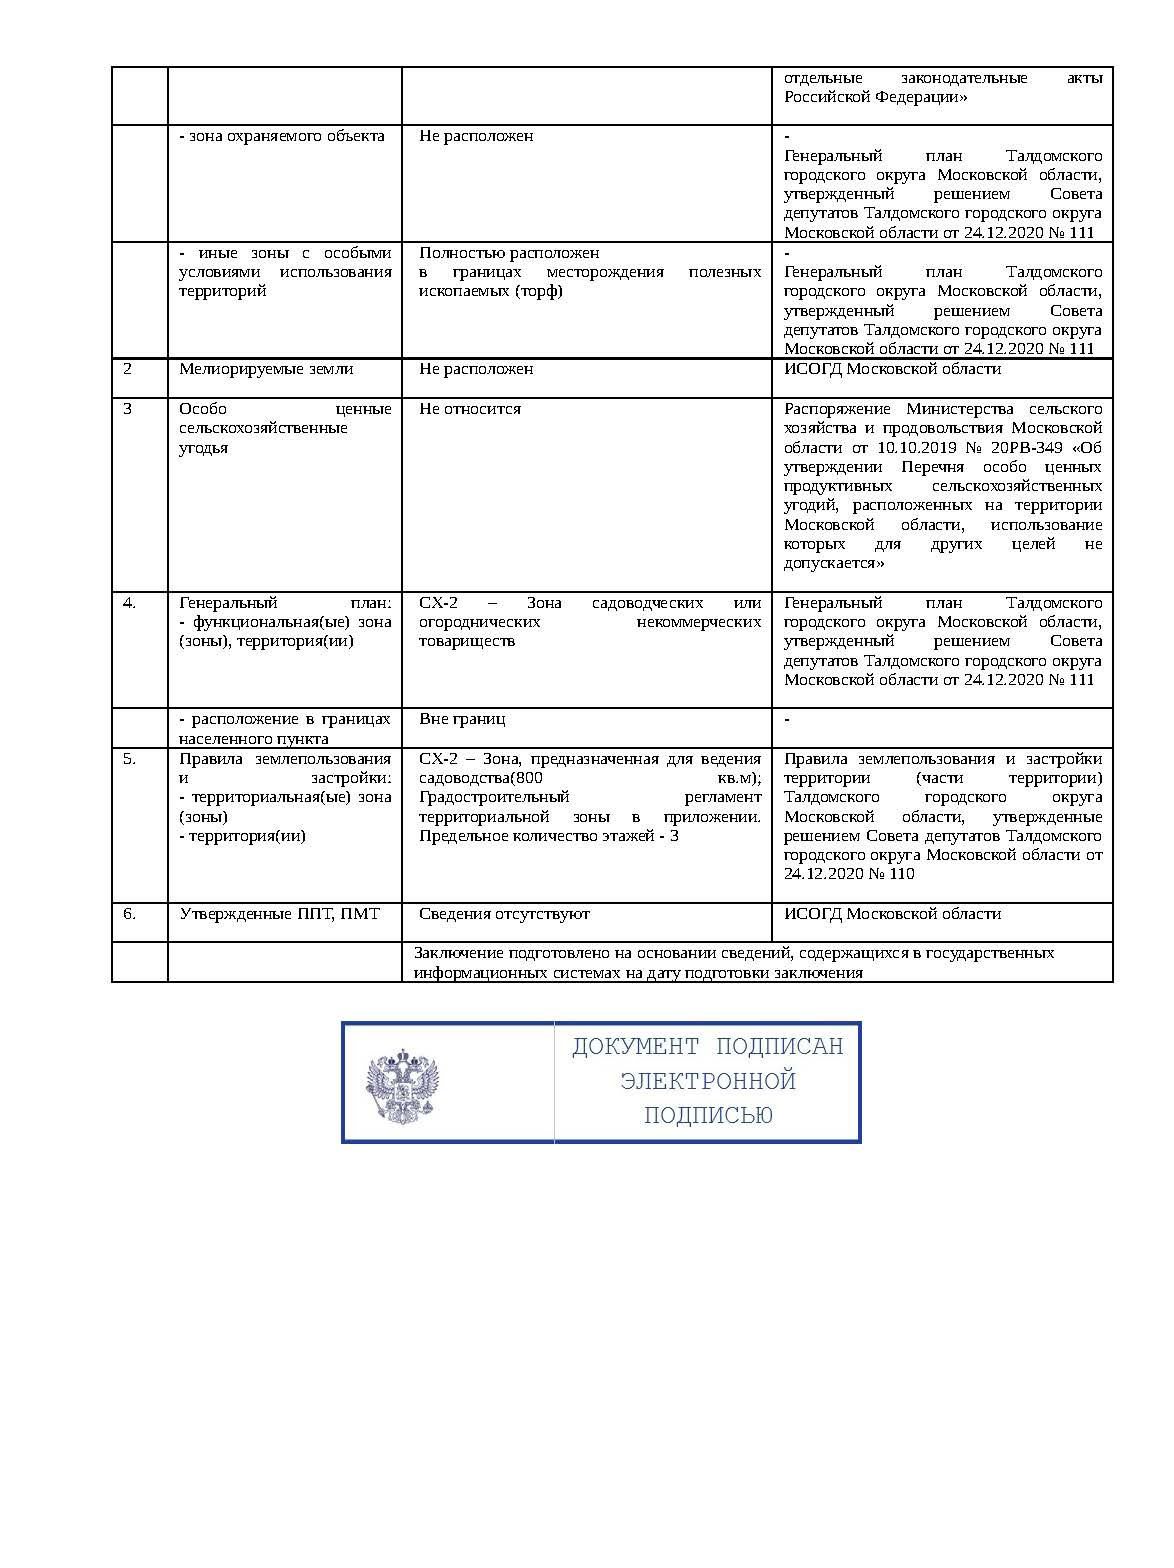 отдельные законодательные акты
Российской Федерации»
- зона охраняемого объекта
Не расположен
-
Генеральный план Талдомского
городского округа Московской области,
утвержденный решением Совета
депутатов Талдомского городского округа
Московской области от 24.12.2020 № 111
- иные зоны с особыми
условиями использования
территорий
Полностью расположен
в границах месторождения полезных
ископаемых (торф)
-
Генеральный план Талдомского
городского округа Московской области,
утвержденный решением Совета
депутатов Талдомского городского округа
Московской области от 24.12.2020 № 111
2
Мелиорируемые земли
Не расположен
ИСОГД Московской области
3
Особо ценные
сельскохозяйственные
угодья
Не относится
Распоряжение Министерства сельского
хозяйства и продовольствия Московской
области от 10.10.2019 № 20РВ-349 «Об
утверждении Перечня особо ценных
продуктивных сельскохозяйственных
угодий, расположенных на территории
Московской области, использование
которых для других целей не
допускается»
4.
Генеральный план:
- функциональная(ые) зона
(зоны), территория(ии)
СХ-2 – Зона садоводческих или
огороднических некоммерческих
товариществ
Генеральный план Талдомского
городского округа Московской области,
утвержденный решением Совета
депутатов Талдомского городского округа
Московской области от 24.12.2020 № 111
- расположение в границах
населенного пункта
Вне границ
-
5.
Правила землепользования
и застройки:
- территориальная(ые) зона
(зоны)
- территория(ии)
СХ-2 – Зона, предназначенная для ведения
садоводства(800 кв.м);
Градостроительный регламент
территориальной зоны в приложении.
Предельное количество этажей - 3
Правила землепользования и застройки
территории (части территории)
Талдомского городского округа
Московской области, утвержденные
решением Совета депутатов Талдомского
городского округа Московской области от
24.12.2020 № 110
6.
Утвержденные ППТ, ПМТ
Сведения отсутствуют
ИСОГД Московской области
Заключение подготовлено на основании сведений, содержащихся в государственных
информационных системах на дату подготовки заключения
ДОКУМЕНТ ПОДПИСАН
ЭЛЕКТРОННОЙ
ПОДПИСЬЮ